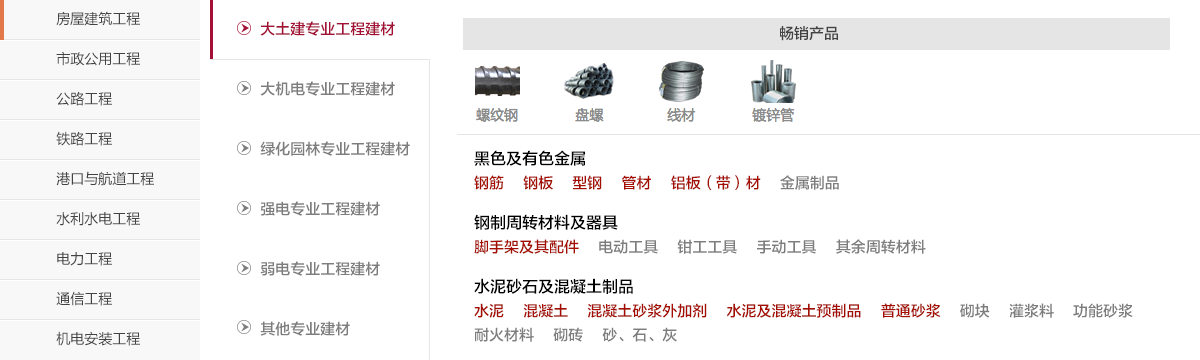 房屋建筑工程
市政公用工程
公路工程
铁路工程
港口与航道工程
水利水电工程
电力工程
通信工程
机电安装工程
大土建专业工程建材
大机电专业工程建材
绿化园林专业工程建材
强电专业工程建材
弱电专业工程建材
其他专业建材
畅销产品
螺纹钢 盘螺 线材 镀锌管
黑色及有色金属
钢筋 钢板 型钢 管材 铝板（带）材 金属制品
钢制周转材料及器具
脚手架及其配件 电动工具 钳工工具 手动工具 其余周转材料
水泥砂石及混凝土制品
水泥 混凝土 混凝土砂浆外加剂 水泥及混凝土预制品 普通砂浆 砌块 灌浆料 功能砂浆
耐火材料 砌砖 砂、石、灰